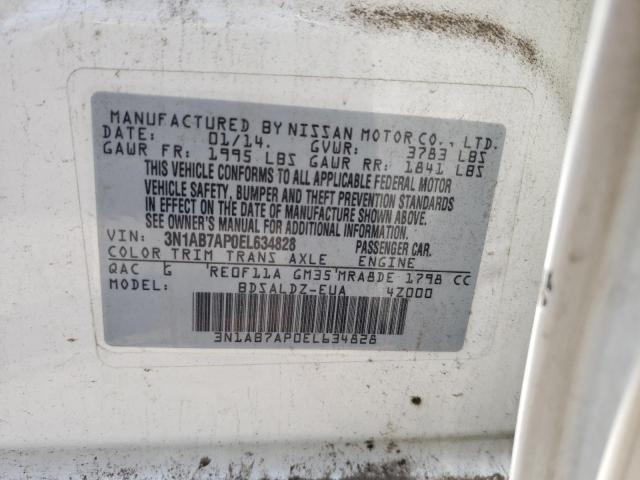 MANUFACTURED BY NISSAN MOTOR CO., LTD.
DATE: 01/14. GVWR: 3783 LBS
GAWR FR: 1995 LBS GAWR RR: 1841 LBS
THIS VEHICLE CONFORMS TO ALL APPLICABLE FEDERAL MOTOR
VEHICLE SAFETY, BUMPER AND THEFT PREVENTION STANDARDS
IN EFFECT ON THE DATE OF MANUFACTURE SHOWN ABOVE.
SEE OWNER'S MANUAL FOR ADDITIONAL INFORMATION.
VIN: 3N1AB7AP0EL634828 PASSENGER CAR.
COLOR TRIM TRANS AXLE ENGINE
QAC G RE0F11A GM35 MRA8DE 1798 CC
MODEL: BDSALDZ-EUA 4Z000
3N1AB7AP0EL634828